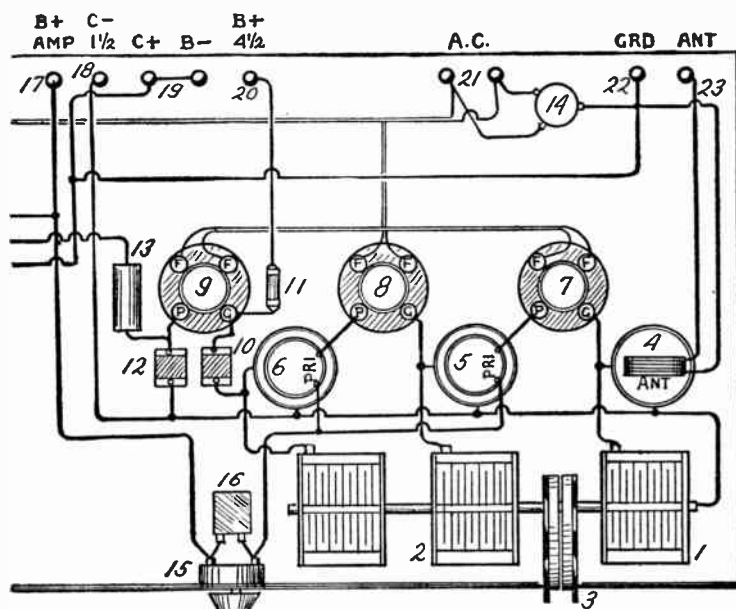 B+ C- B+
AMP 1½ C+ B- 4½ A.C. GRD ANT
17 18 19 20 21 14 22 23
13
F F F F F F
9 11 8 7
P G P G P G
12 10 6 PRI 5 PRI 4
ANT
16
15 2 1
3